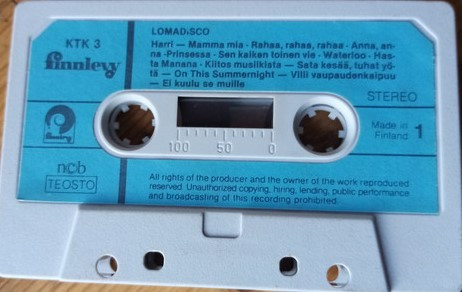 KTK 3
finnlevy
LOMADiSCO
Harri — Mamma mia · Rahaa, rahaa, rahaa · Anna, an-
na · Prinsessa · Sen kaiken toinen vie · Waterloo · Has-
ta Manana · Kiitos musiikista — Sata kesää, tuhat yö-
tä — On This Summernight — Villi vaupaudenkaipuu
— Ei kuulu se muille
STEREO
100 50 0
Made in
Finland
1
ncb
TEOSTO
All rights of the producer and the owner of the work reproduced
reserved. Unauthorized copying, hiring, lending, public performance
and broadcasting of this recording prohibited.